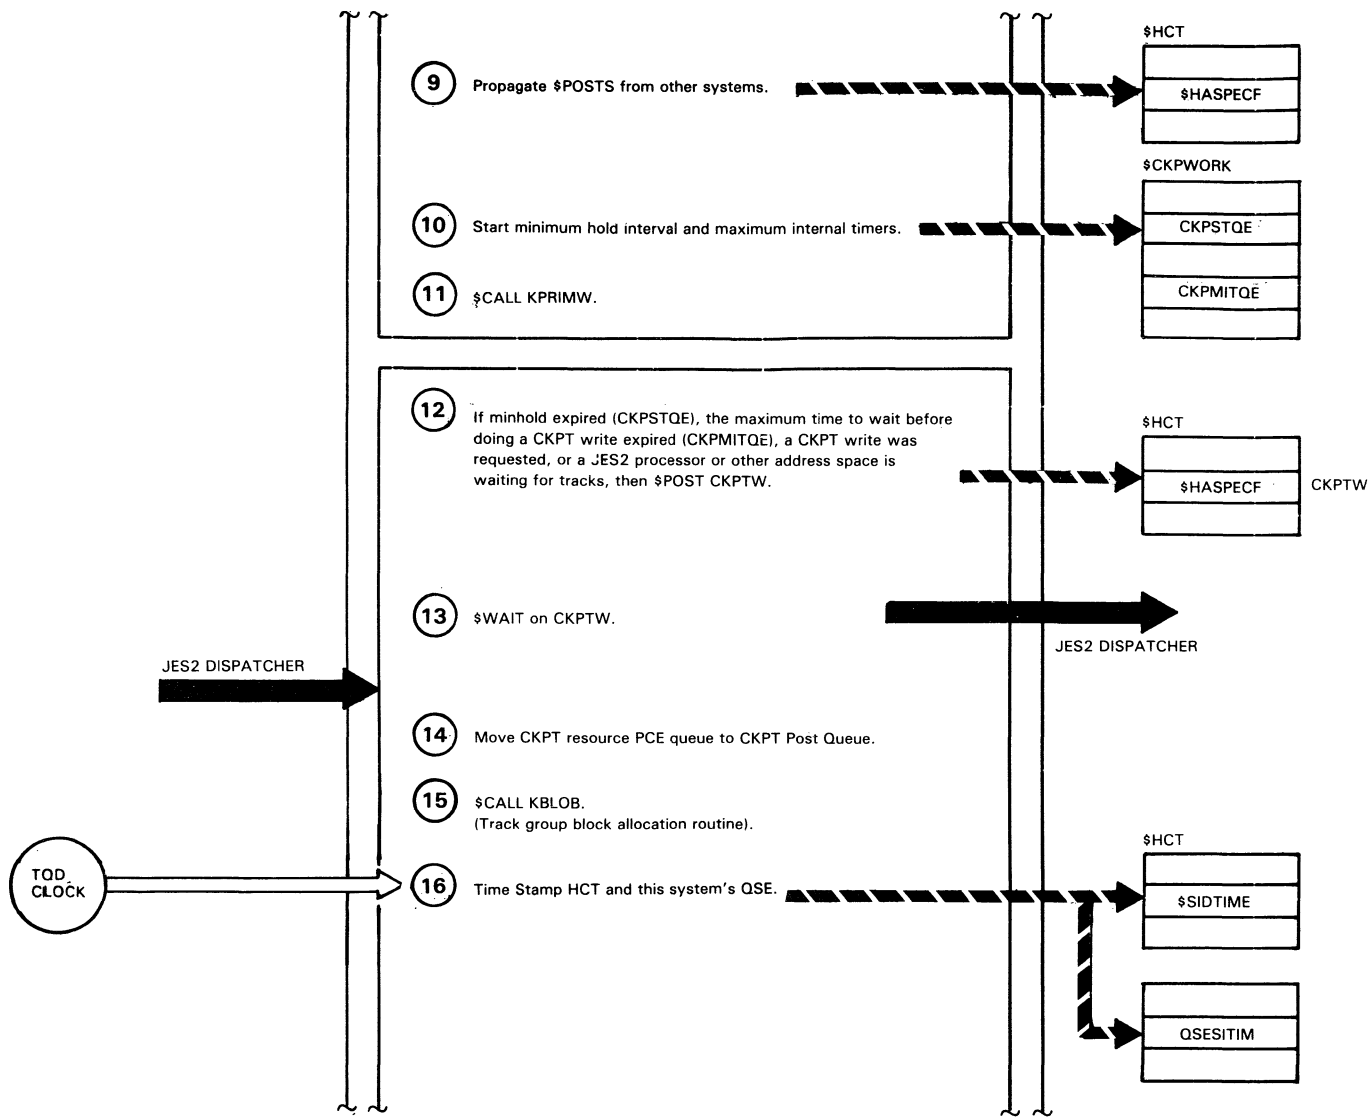 $HCT
9 Propagate $POSTS from other systems.
$HASPECF
$CKPWORK
10 Start minimum hold interval and maximum internal timers.
CKPSTQE
11 $CALL KPRIMW.
CKPMITQE
12 If minhold expired (CKPSTQE), the maximum time to wait before
doing a CKPT write expired (CKPMITQE), a CKPT write was
requested, or a JES2 processor or other address space is
waiting for tracks, then $POST CKPTW.
$HCT
$HASPECF CKPTW
13 $WAIT on CKPTW.
JES2 DISPATCHER
JES2 DISPATCHER
14 Move CKPT resource PCE queue to CKPT Post Queue.
15 $CALL KBLOB.
(Track group block allocation routine).
$HCT
TOD
CLOCK
16 Time Stamp HCT and this system's QSE.
$SIDTIME
QSESITIM